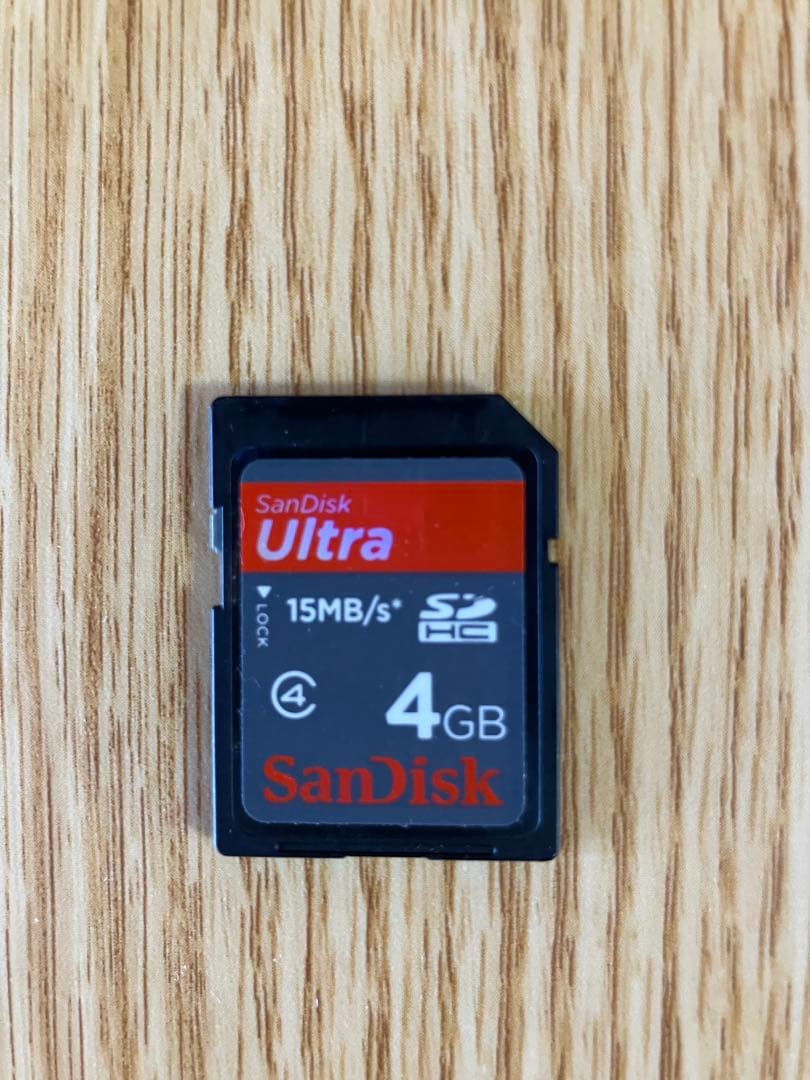 SanDisk
Ultra
▼ LOCK
15MB/s*
SD
HC
4
4GB
SanDisk